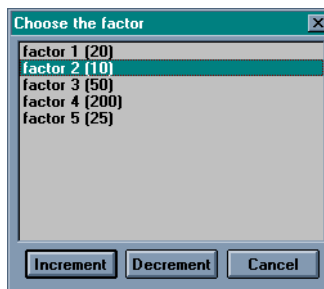 Choose the factor
factor 1 (20)
factor 2 (10)
factor 3 (50)
factor 4 (200)
factor 5 (25)
Increment Decrement Cancel